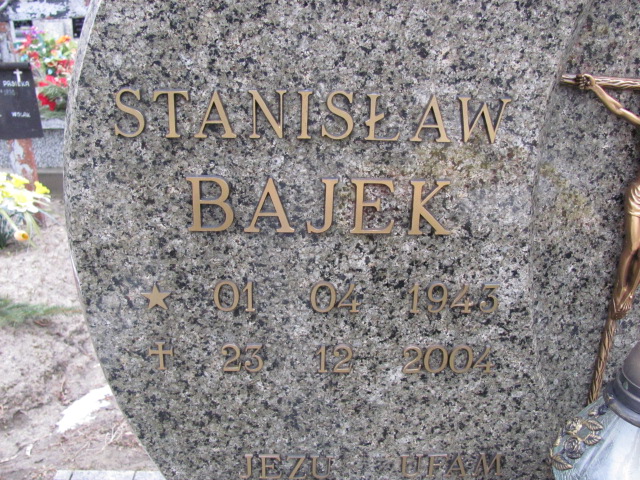 STANISŁAW
BAJEK
★ 01 04 1943
✝ 23 12 2004
JEZU UFAM